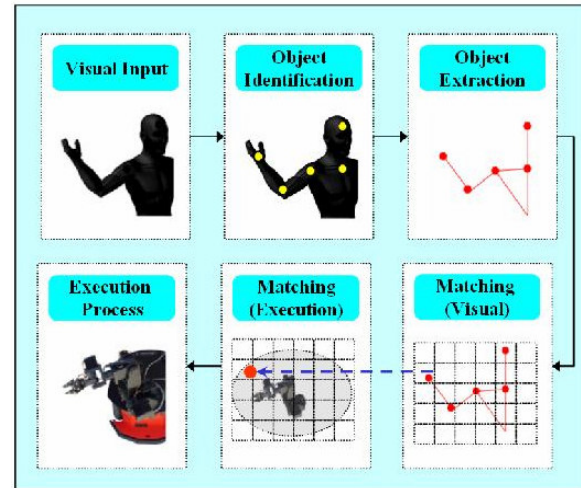 Visual Input
Object
Identification
Object
Extraction
Execution
Process
Matching
(Execution)
Matching
(Visual)